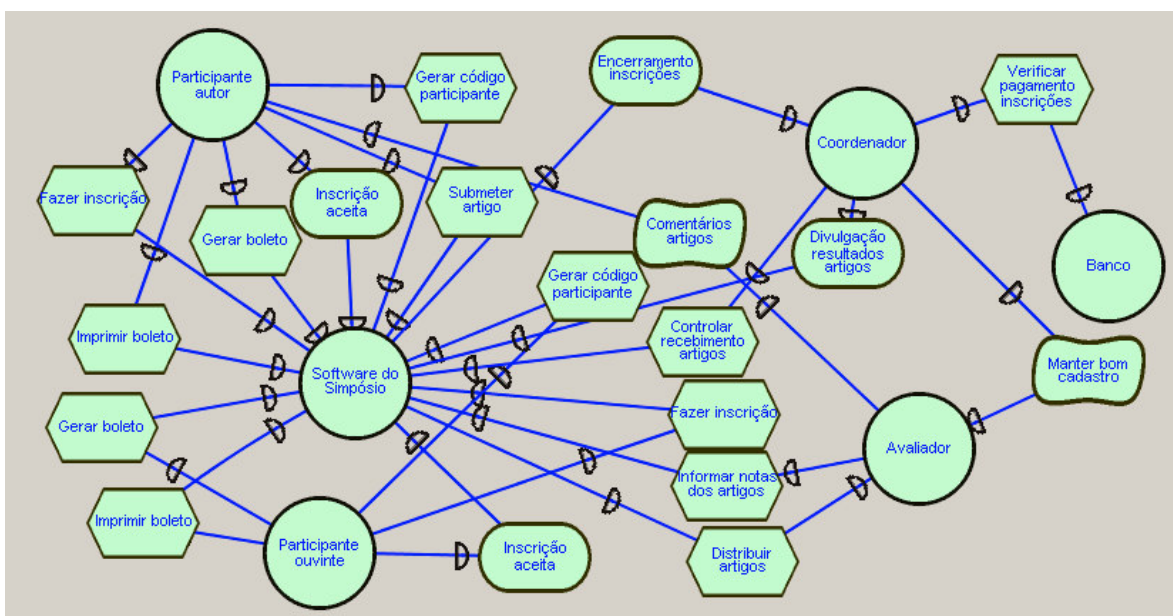 Participante
autor
Gerar código
participante
Encerramento
inscrições
Verificar
pagamento
inscrições
Coordenador
Fazer inscrição
Inscrição
aceita
Submeter
artigo
Gerar boleto
Comentários
artigos
Divulgação
resultados
artigos
Banco
Gerar código
participante
Imprimir boleto
Software do
Simpósio
Controlar
recebimento
artigos
Manter bom
cadastro
Gerar boleto
Fazer inscrição
Avaliador
Informar notas
dos artigos
Imprimir boleto
Participante
ouvinte
Inscrição
aceita
Distribuir
artigos